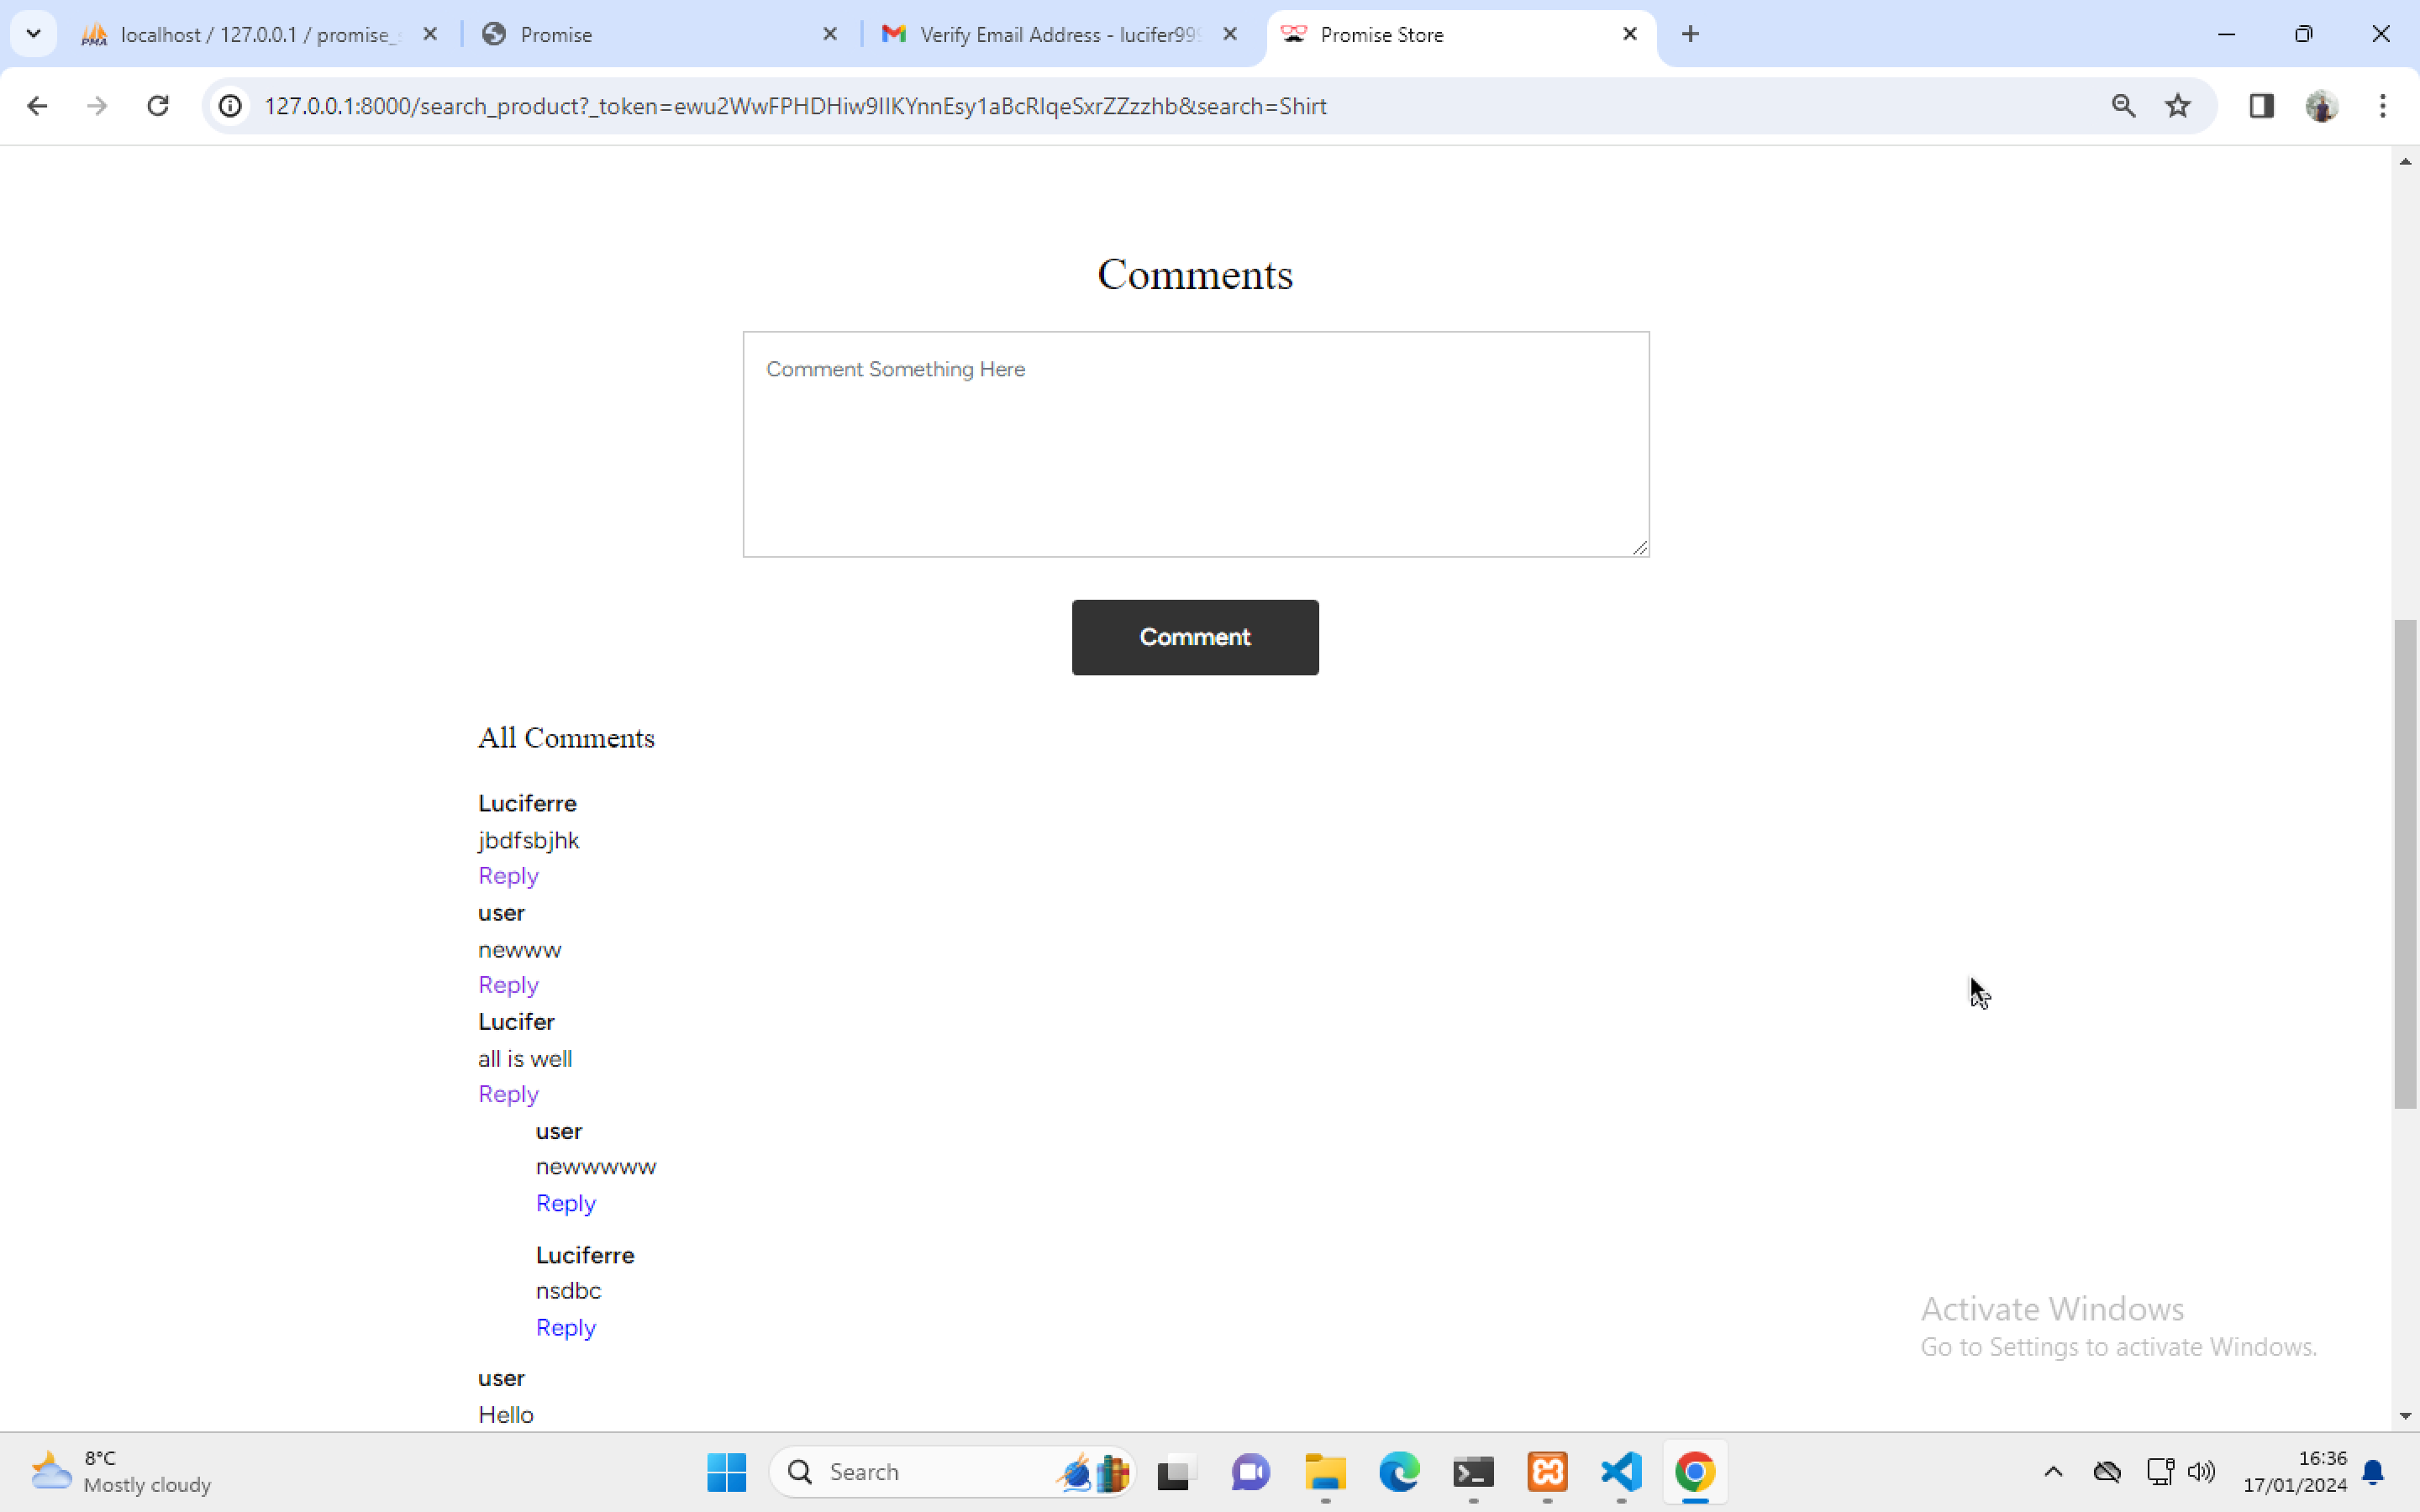 localhost / 127.0.0.1 / promise_
Promise
Verify Email Address - lucifer999
Promise Store
127.0.0.1:8000/search_product?_token=ewu2WwFPHDHiw9IIKYnnEsy1aBcRIqeSxrZZzzhb&search=Shirt
Comments
Comment Something Here
Comment
All Comments
Luciferre
jbdfsbjhk
Reply
user
newww
Reply
Lucifer
all is well
Reply
user
newwwww
Reply
Luciferre
nsdbc
Reply
user
Hello
Activate Windows
Go to Settings to activate Windows.
8°C
Mostly cloudy
Search
16:36
17/01/2024